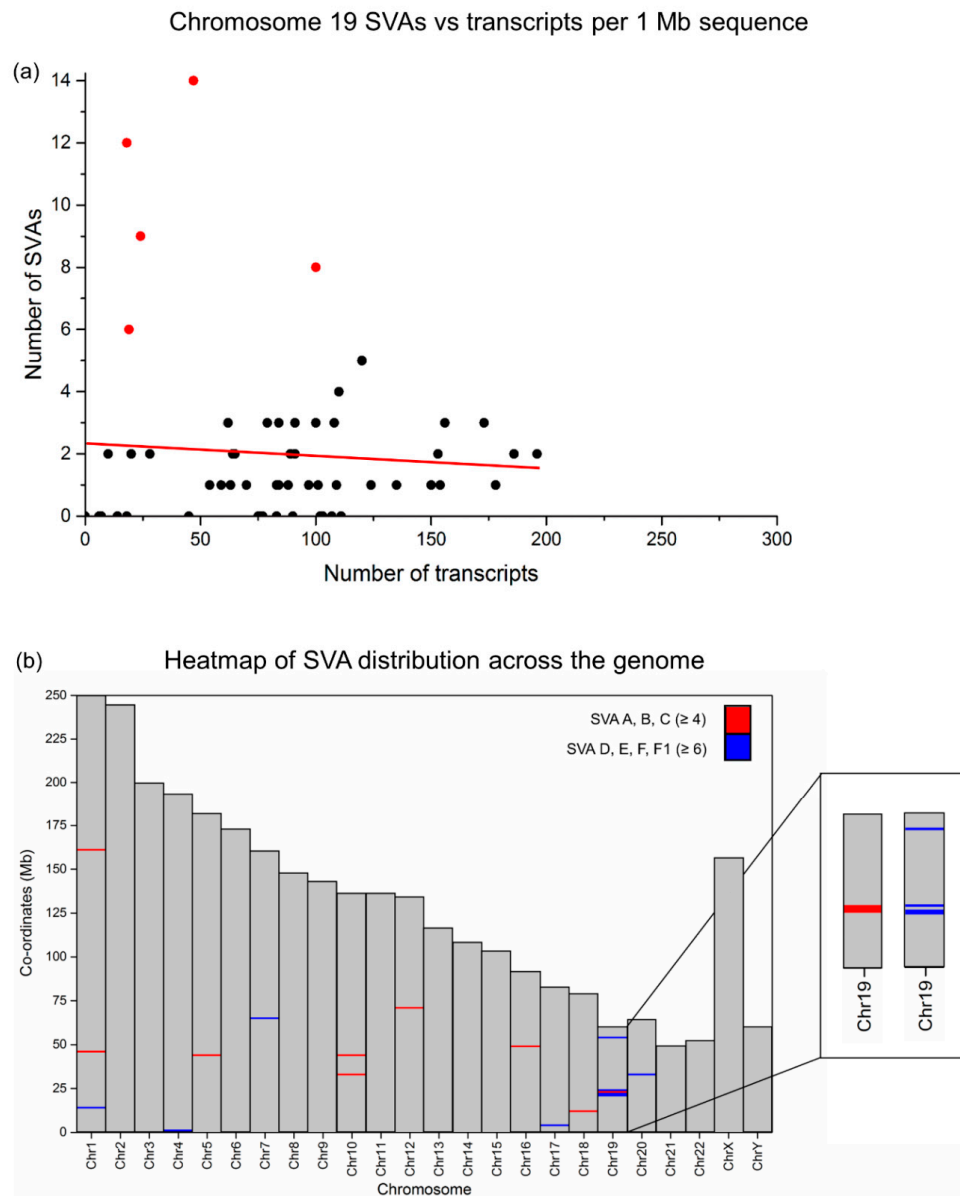 Chromosome 19 SVAs vs transcripts per 1 Mb sequence
(a)
14
12
10
8
6
4
2
0
Number of SVAs
0 50 100 150 200 250 300
Number of transcripts
(b) Heatmap of SVA distribution across the genome
SVA A, B, C (≥ 4)
SVA D, E, F, F1 (≥ 6)
250
225
200
175
150
125
100
75
50
25
0
Co-ordinates (Mb)
Chr1 Chr2 Chr3 Chr4 Chr5 Chr6 Chr7 Chr8 Chr9 Chr10 Chr11 Chr12 Chr13 Chr14 Chr15 Chr16 Chr17 Chr18 Chr19 Chr20 Chr21 Chr22 ChrX ChrY
Chromosome
Chr19 Chr19